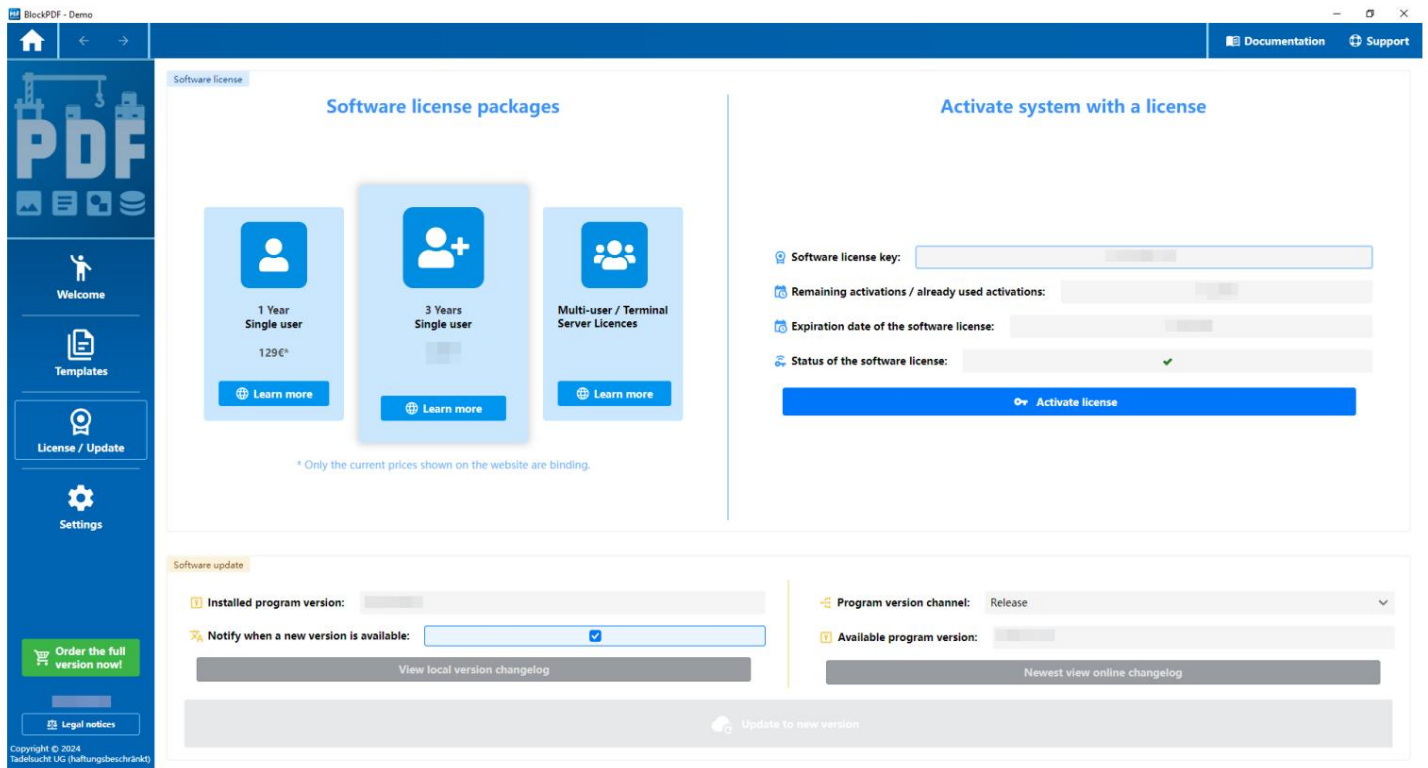 BlockPDF - Demo
Documentation
Support
PDF
Welcome
Templates
License / Update
Settings
Order the full
version now!
Legal notices
Copyright © 2024
Tadelsucht UG (haftungsbeschränkt)
Software license
Software license packages
1 Year
Single user
129€*
Learn more
3 Years
Single user
Learn more
Multi-user / Terminal
Server Licences
Learn more
* Only the current prices shown on the website are binding.
Activate system with a license
Software license key:
Remaining activations / already used activations:
Expiration date of the software license:
Status of the software license:
Activate license
Software update
Installed program version:
Notify when a new version is available:
View local version changelog
Program version channel: Release
Available program version:
Newest view online changelog
Update to new version